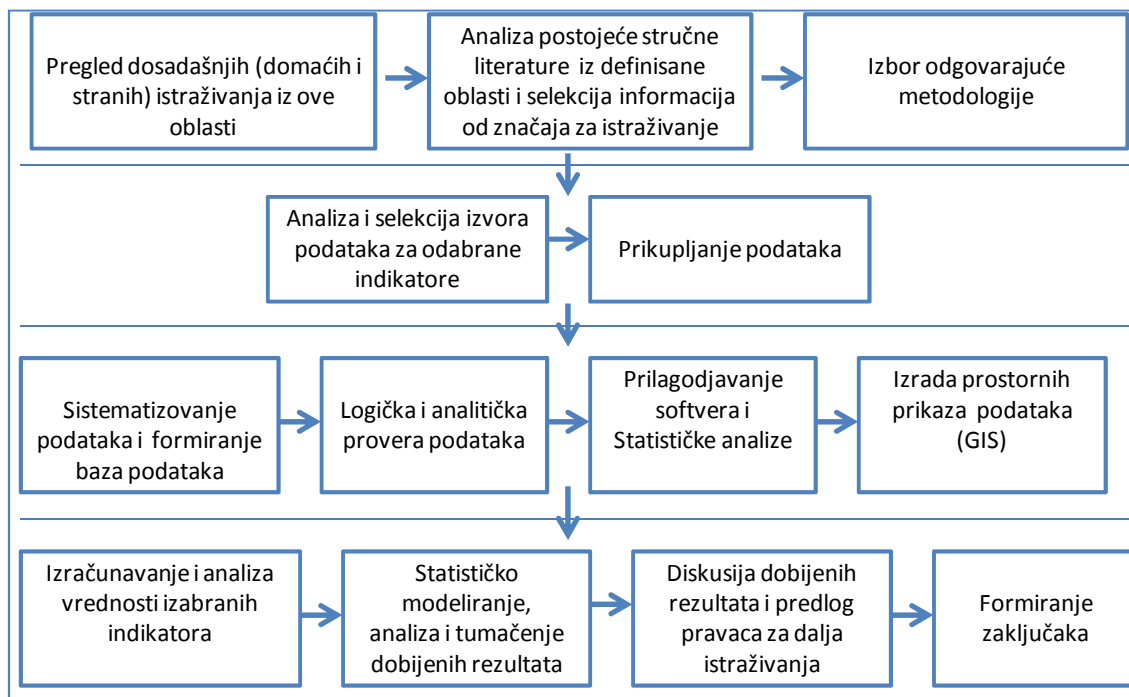 Pregled dosadašnjih (domaćih i
stranih) istraživanja iz ove
oblasti
Analiza postojeće stručne
literature iz definisane
oblasti i selekcija informacija
od značaja za istraživanje
Izbor odgovarajuće
metodologije
Analiza i selekcija izvora
podataka za odabrane
indikatore
Prikupljanje podataka
Sistematizovanje
podataka i formiranje
baza podataka
Logička i analitička
provera podataka
Prilagodjavanje
softvera i
Statističke analize
Izrada prostornih
prikaza podataka
(GIS)
Izračunavanje i analiza
vrednosti izabranih
indikatora
Statističko
modeliranje,
analiza i tumačenje
dobijenih rezultata
Diskusija dobijenih
rezultata i predlog
pravaca za dalja
istraživanja
Formiranje
zaključaka